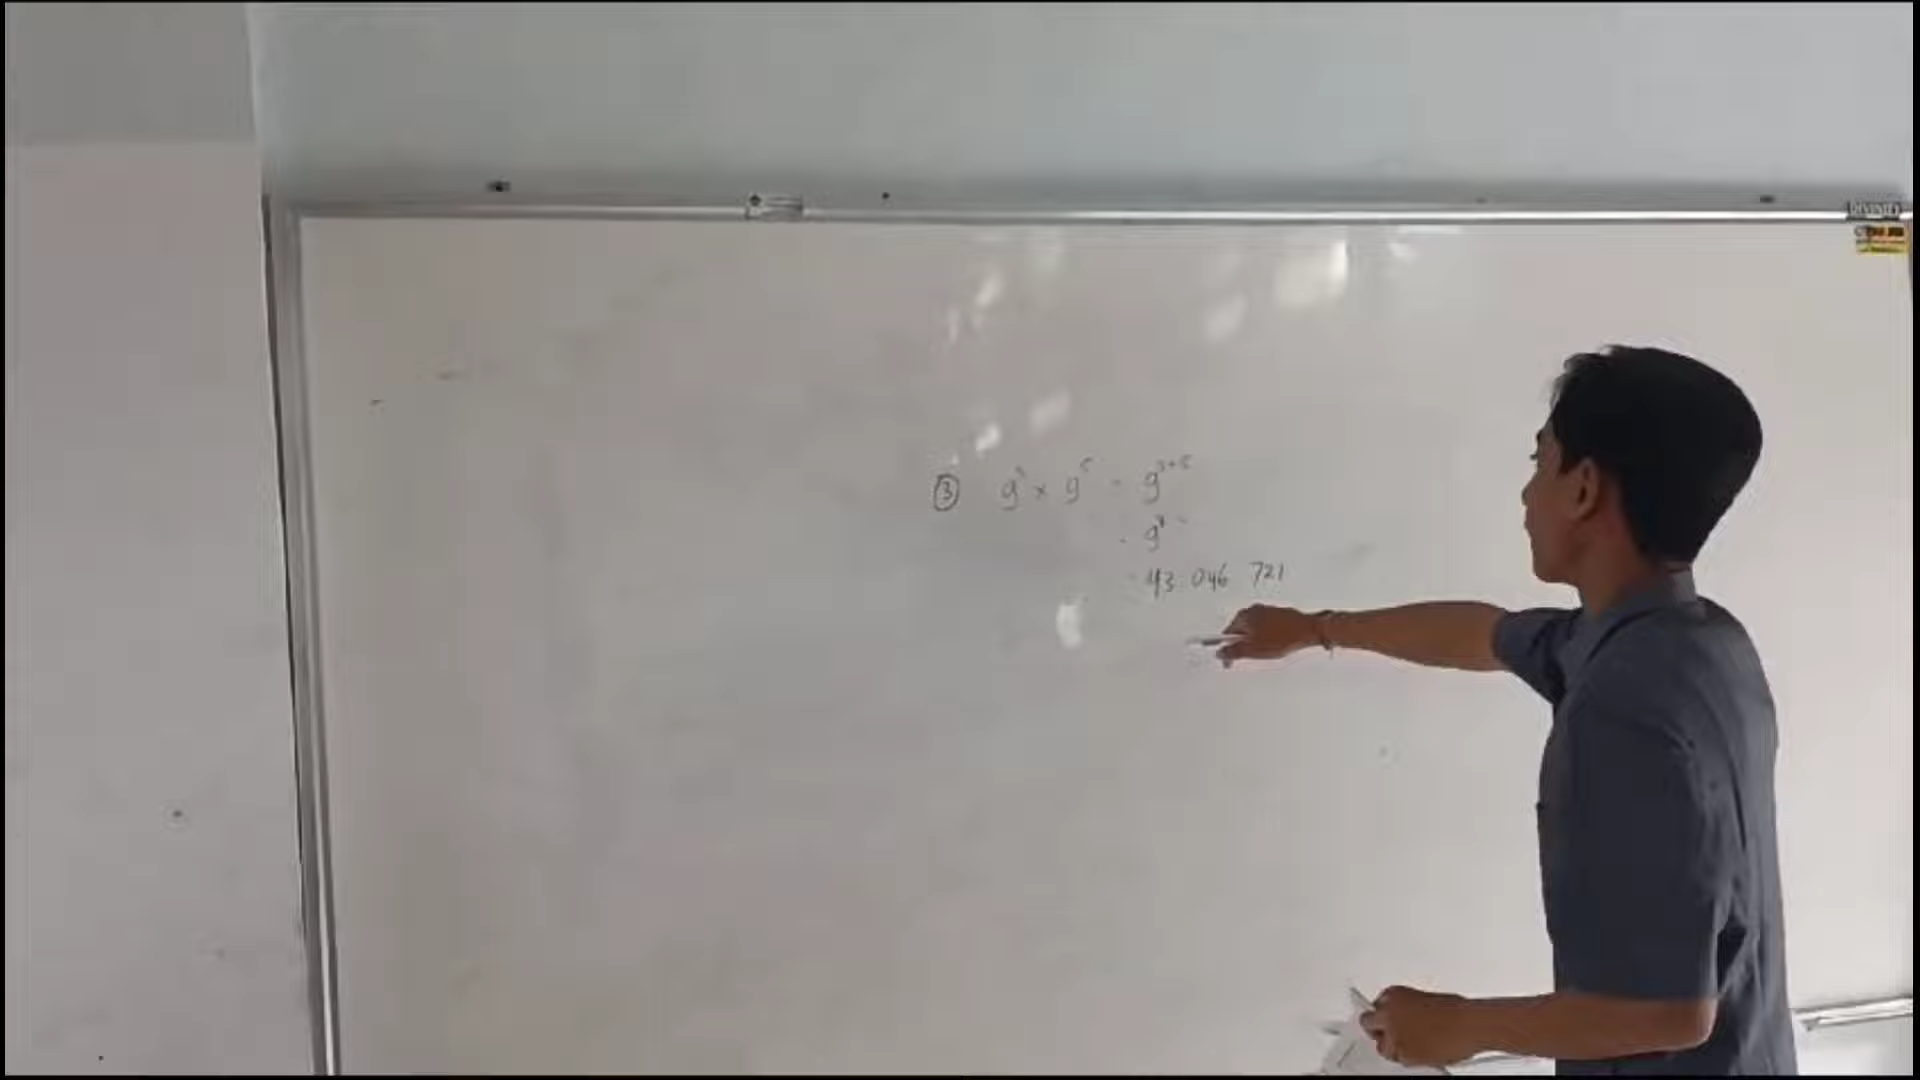 ③ 9³ × 9⁵ = 9³⁺⁵
= 9⁸
= 43 046 721